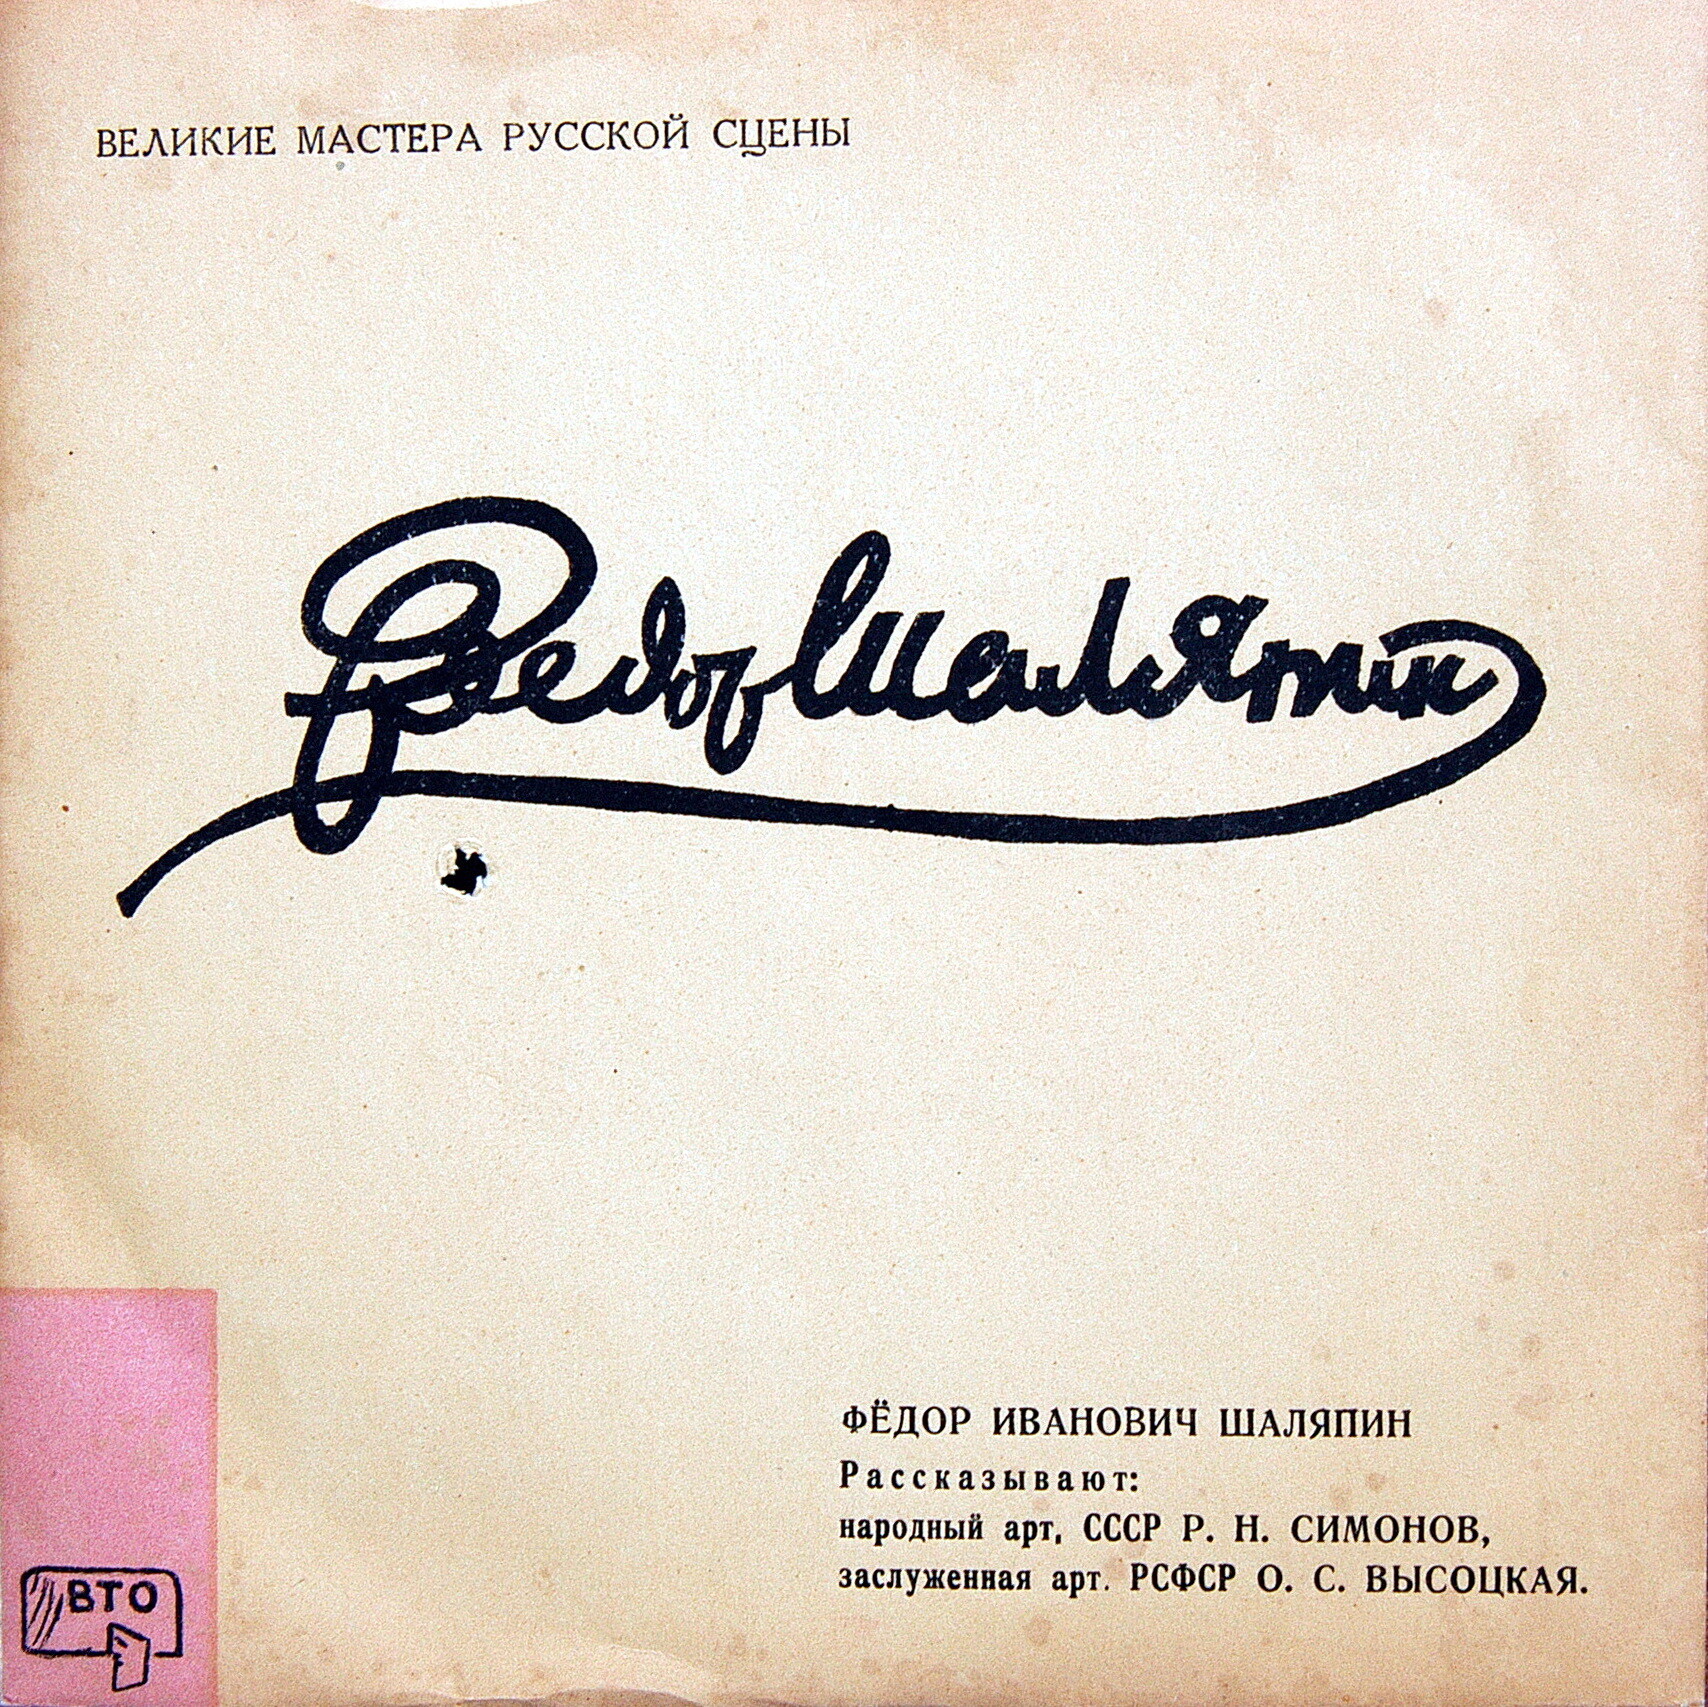 ВЕЛИКИЕ МАСТЕРА РУССКОЙ СЦЕНЫ
Федор Шаляпин
ФЁДОР ИВАНОВИЧ ШАЛЯПИН
Рассказывают:
народный арт. СССР Р. Н. СИМОНОВ,
заслуженная арт. РСФСР О. С. ВЫСОЦКАЯ.
ВТО